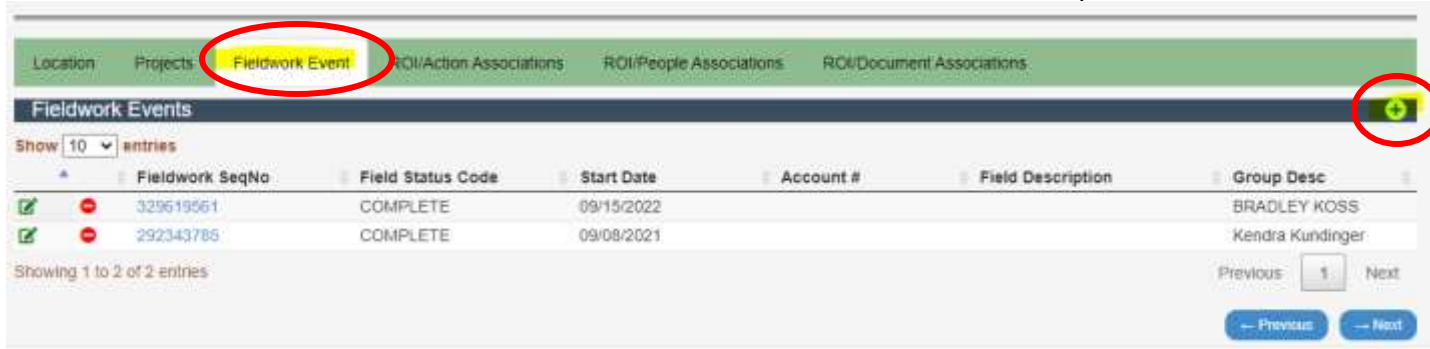 Location Projects Fieldwork Event ROI/Action Associations ROI/People Associations ROI/Document Associations
Fieldwork Events
Show 10 entries
Fieldwork SeqNo Field Status Code Start Date Account # Field Description Group Desc
329619561 COMPLETE 09/15/2022 BRADLEY KOSS
292343785 COMPLETE 09/08/2021 Kendra Kundinger
Showing 1 to 2 of 2 entries
Previous 1 Next
← Previous → Next